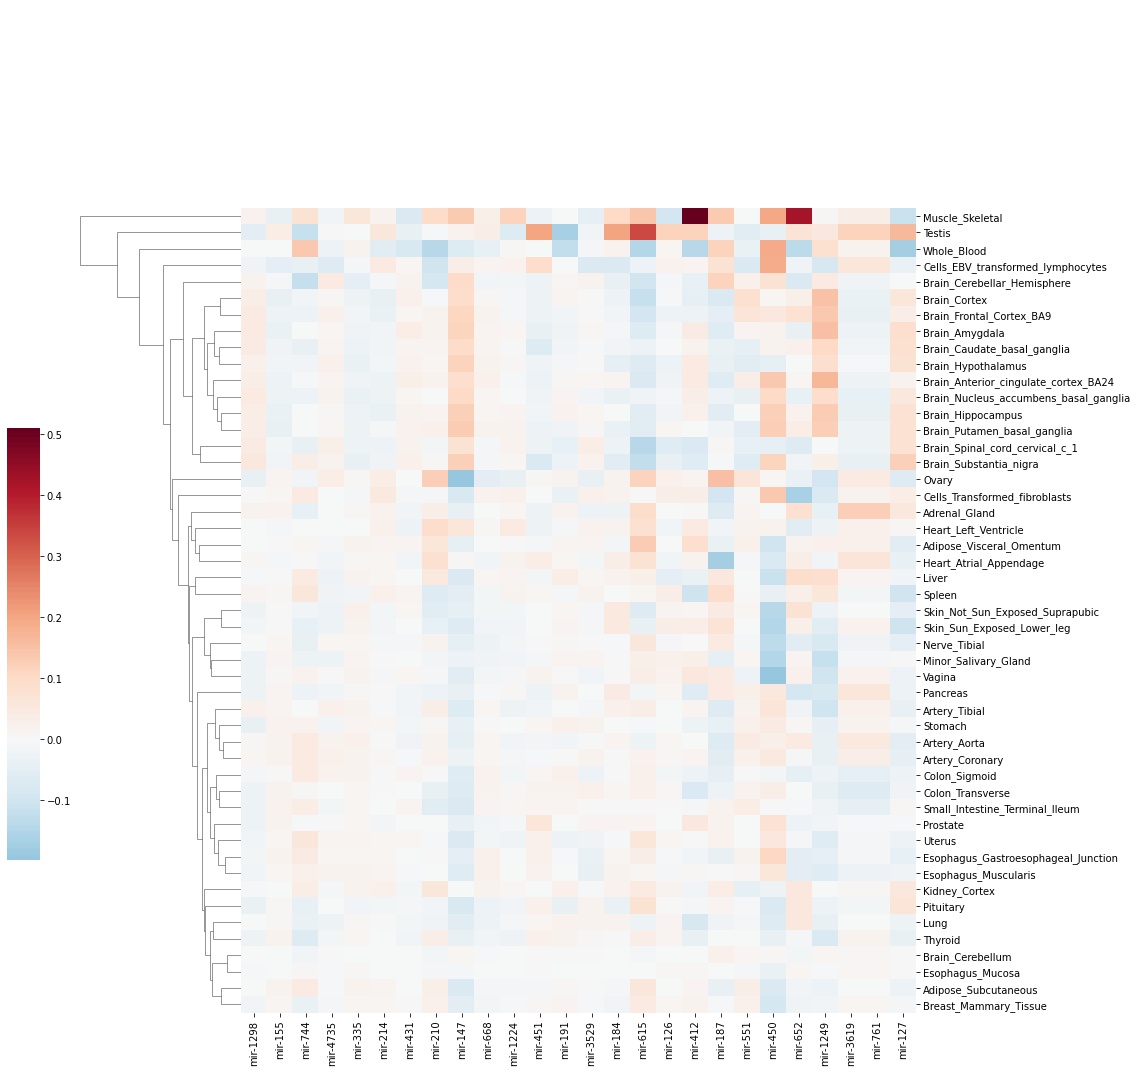 Muscle_Skeletal
Testis
Whole_Blood
Cells_EBV_transformed_lymphocytes
Brain_Cerebellar_Hemisphere
Brain_Cortex
Brain_Frontal_Cortex_BA9
Brain_Amygdala
Brain_Caudate_basal_ganglia
Brain_Hypothalamus
Brain_Anterior_cingulate_cortex_BA24
Brain_Nucleus_accumbens_basal_ganglia
Brain_Hippocampus
Brain_Putamen_basal_ganglia
Brain_Spinal_cord_cervical_c_1
Brain_Substantia_nigra
Ovary
Cells_Transformed_fibroblasts
Adrenal_Gland
Heart_Left_Ventricle
Adipose_Visceral_Omentum
Heart_Atrial_Appendage
Liver
Spleen
Skin_Not_Sun_Exposed_Suprapubic
Skin_Sun_Exposed_Lower_leg
Nerve_Tibial
Minor_Salivary_Gland
Vagina
Pancreas
Artery_Tibial
Stomach
Artery_Aorta
Artery_Coronary
Colon_Sigmoid
Colon_Transverse
Small_Intestine_Terminal_Ileum
Prostate
Uterus
Esophagus_Gastroesophageal_Junction
Esophagus_Muscularis
Kidney_Cortex
Pituitary
Lung
Thyroid
Brain_Cerebellum
Esophagus_Mucosa
Adipose_Subcutaneous
Breast_Mammary_Tissue
0.5
0.4
0.3
0.2
0.1
0.0
−0.1
mir-1298
mir-155
mir-744
mir-4735
mir-335
mir-214
mir-431
mir-210
mir-147
mir-668
mir-1224
mir-451
mir-191
mir-3529
mir-184
mir-615
mir-126
mir-412
mir-187
mir-551
mir-450
mir-652
mir-1249
mir-3619
mir-761
mir-127